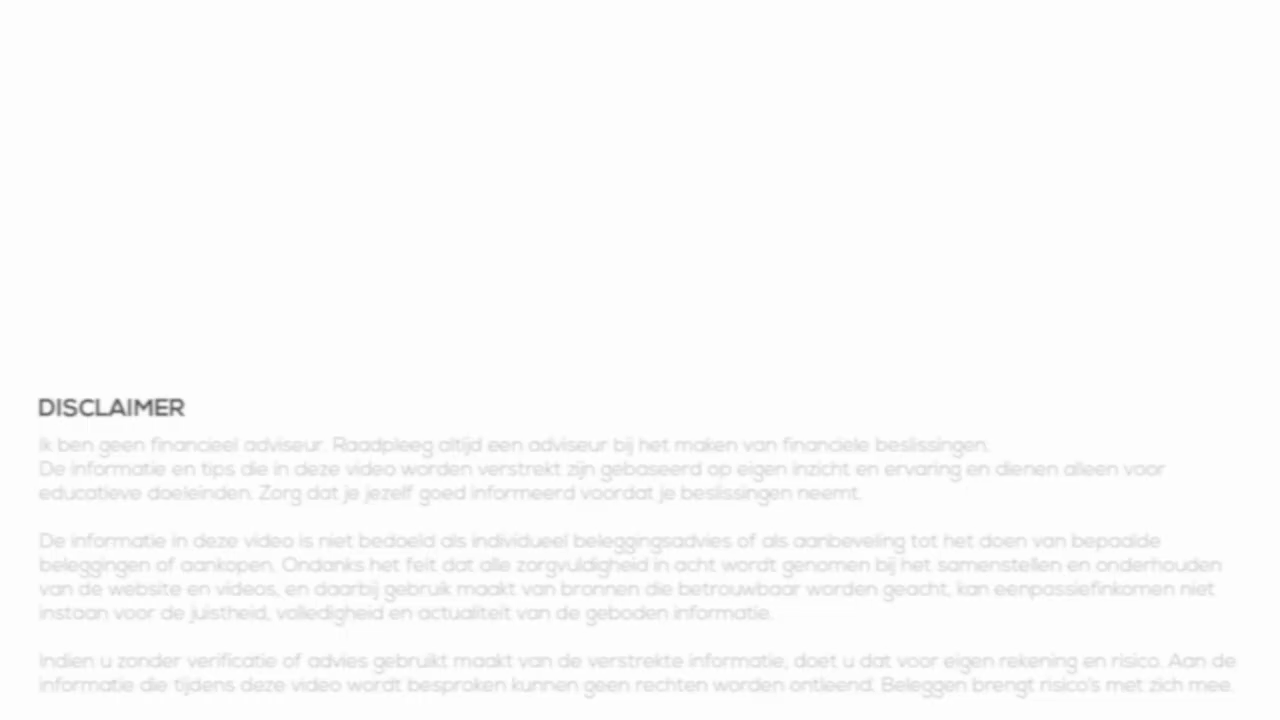 DISCLAIMER
Ik ben geen financieel adviseur. Raadpleeg altijd een adviseur bij het maken van financiële beslissingen.
De informatie en tips die in deze video worden verstrekt zijn gebaseerd op eigen inzicht en ervaring en dienen alleen voor
educatieve doeleinden. Zorg dat je jezelf goed informeerd voordat je beslissingen neemt.
De informatie in deze video is niet bedoeld als individueel beleggingsadvies of als aanbeveling tot het doen van bepaalde
beleggingen of aankopen. Ondanks het feit dat alle zorgvuldigheid in acht wordt genomen bij het samenstellen en onderhouden
van de website en videos, en daarbij gebruik maakt van bronnen die betrouwbaar worden geacht, kan eenpassiefinkomen niet
instaan voor de juistheid, volledigheid en actualiteit van de geboden informatie.
Indien u zonder verificatie of advies gebruikt maakt van de verstrekte informatie, doet u dat voor eigen rekening en risico. Aan de
informatie die tijdens deze video wordt besproken kunnen geen rechten worden ontleend. Beleggen brengt risico's met zich mee.